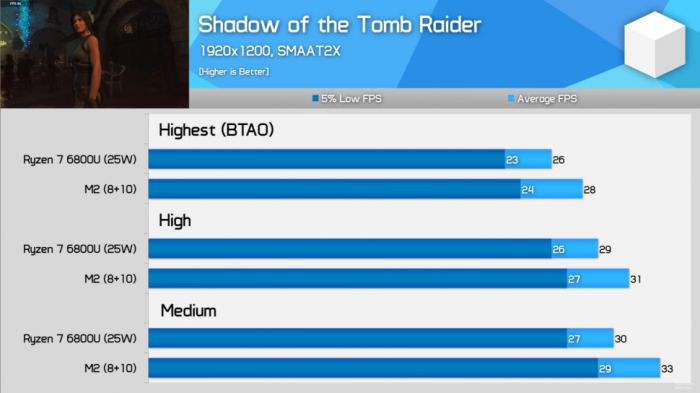 Shadow of the Tomb Raider
1920x1200, SMAAT2X
[Higher is Better]
5% Low FPS
Average FPS
Highest (BTAO)
Ryzen 7 6800U (25W)
23
26
M2 (8+10)
24
28
High
Ryzen 7 6800U (25W)
26
29
M2 (8+10)
27
31
Medium
Ryzen 7 6800U (25W)
27
30
M2 (8+10)
29
33